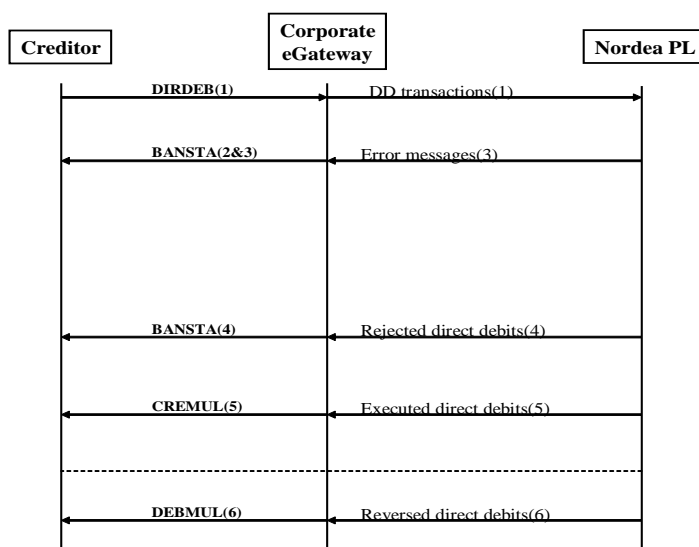 Creditor
Corporate
eGateway
Nordea PL
DIRDEB(1)
DD transactions(1)
BANSTA(2&3)
Error messages(3)
BANSTA(4)
Rejected direct debits(4)
CREMUL(5)
Executed direct debits(5)
DEBMUL(6)
Reversed direct debits(6)